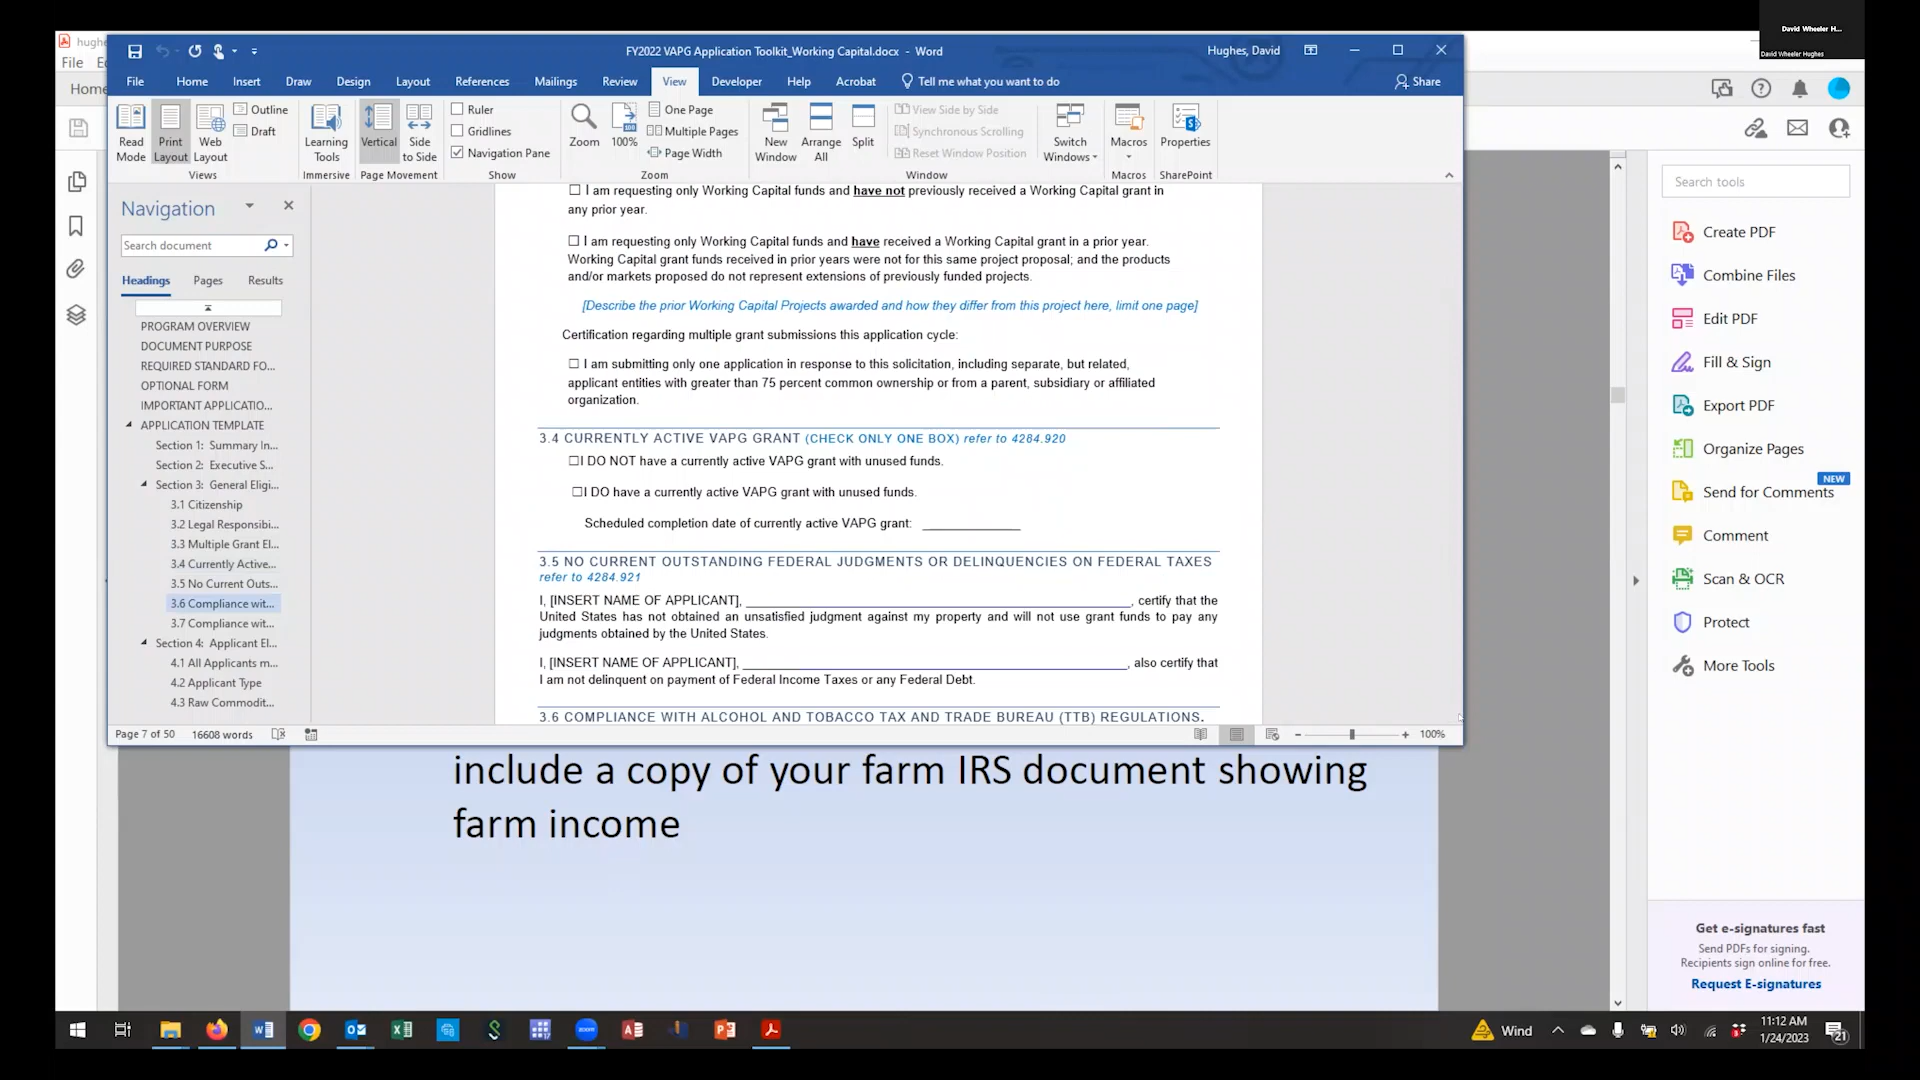 David Wheeler H...
David Wheeler Hughes
hughe
File E
Home
FY2022 VAPG Application Toolkit_Working Capital.docx - Word
Hughes, David
File Home Insert Draw Design Layout References Mailings Review View Developer Help Acrobat Tell me what you want to do Share
Read Mode
Print Layout
Web Layout
Outline
Draft
Views
Learning Tools
Immersive
Vertical
Side to Side
Page Movement
Ruler
Gridlines
Navigation Pane
Show
Zoom
100
100%
One Page
Multiple Pages
Page Width
Zoom
New Window
Arrange All
Split
View Side by Side
Synchronous Scrolling
Reset Window Position
Window
Switch Windows
Macros
Macros
Properties
SharePoint
Navigation
Search document
Headings Pages Results
PROGRAM OVERVIEW
DOCUMENT PURPOSE
REQUIRED STANDARD FO...
OPTIONAL FORM
IMPORTANT APPLICATIO...
APPLICATION TEMPLATE
Section 1: Summary In...
Section 2: Executive S...
Section 3: General Eligi...
3.1 Citizenship
3.2 Legal Responsibi...
3.3 Multiple Grant El...
3.4 Currently Active...
3.5 No Current Outs...
3.6 Compliance wit...
3.7 Compliance wit...
Section 4: Applicant El...
4.1 All Applicants m...
4.2 Applicant Type
4.3 Raw Commodit...
☐ I am requesting only Working Capital funds and have not previously received a Working Capital grant in
any prior year.
☐ I am requesting only Working Capital funds and have received a Working Capital grant in a prior year.
Working Capital grant funds received in prior years were not for this same project proposal; and the products
and/or markets proposed do not represent extensions of previously funded projects.
[Describe the prior Working Capital Projects awarded and how they differ from this project here, limit one page]
Certification regarding multiple grant submissions this application cycle:
☐ I am submitting only one application in response to this solicitation, including separate, but related,
applicant entities with greater than 75 percent common ownership or from a parent, subsidiary or affiliated
organization.
3.4 CURRENTLY ACTIVE VAPG GRANT (CHECK ONLY ONE BOX) refer to 4284.920
☐I DO NOT have a currently active VAPG grant with unused funds.
☐I DO have a currently active VAPG grant with unused funds.
Scheduled completion date of currently active VAPG grant: ______________
3.5 NO CURRENT OUTSTANDING FEDERAL JUDGMENTS OR DELINQUENCIES ON FEDERAL TAXES
refer to 4284.921
I, [INSERT NAME OF APPLICANT], ______________, certify that the
United States has not obtained an unsatisfied judgment against my property and will not use grant funds to pay any
judgments obtained by the United States.
I, [INSERT NAME OF APPLICANT], ______________, also certify that
I am not delinquent on payment of Federal Income Taxes or any Federal Debt.
3.6 COMPLIANCE WITH ALCOHOL AND TOBACCO TAX AND TRADE BUREAU (TTB) REGULATIONS.
Page 7 of 50 16608 words
100%
include a copy of your farm IRS document showing
farm income
Search tools
Create PDF
Combine Files
Edit PDF
Fill & Sign
Export PDF
Organize Pages
NEW
Send for Comments
Comment
Scan & OCR
Protect
More Tools
Get e-signatures fast
Send PDFs for signing.
Recipients sign online for free.
Request E-signatures
zoom
Wind
11:12 AM
1/24/2023
21